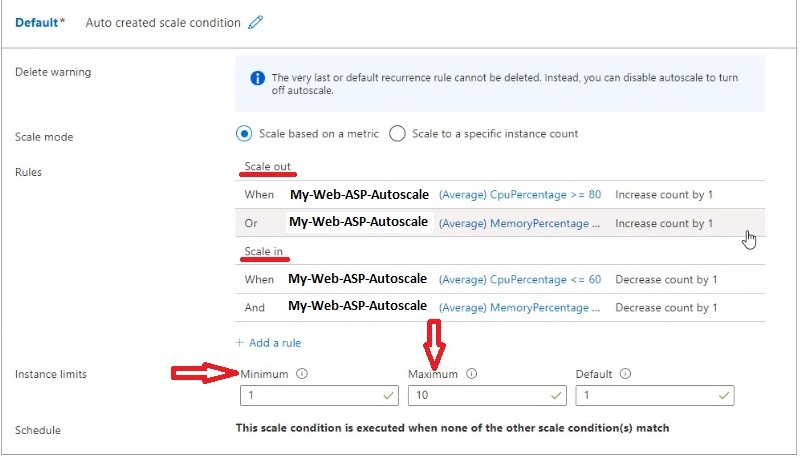 Default* Auto created scale condition
Delete warning
The very last or default recurrence rule cannot be deleted. Instead, you can disable autoscale to turn
off autoscale.
Scale mode
Scale based on a metric Scale to a specific instance count
Rules
Scale out
When My-Web-ASP-Autoscale (Average) CpuPercentage >= 80 Increase count by 1
Or My-Web-ASP-Autoscale (Average) MemoryPercentage ... Increase count by 1
Scale in
When My-Web-ASP-Autoscale (Average) CpuPercentage <= 60 Decrease count by 1
And My-Web-ASP-Autoscale (Average) MemoryPercentage ... Decrease count by 1
+ Add a rule
Instance limits
Minimum Maximum Default
1 10 1
Schedule
This scale condition is executed when none of the other scale condition(s) match